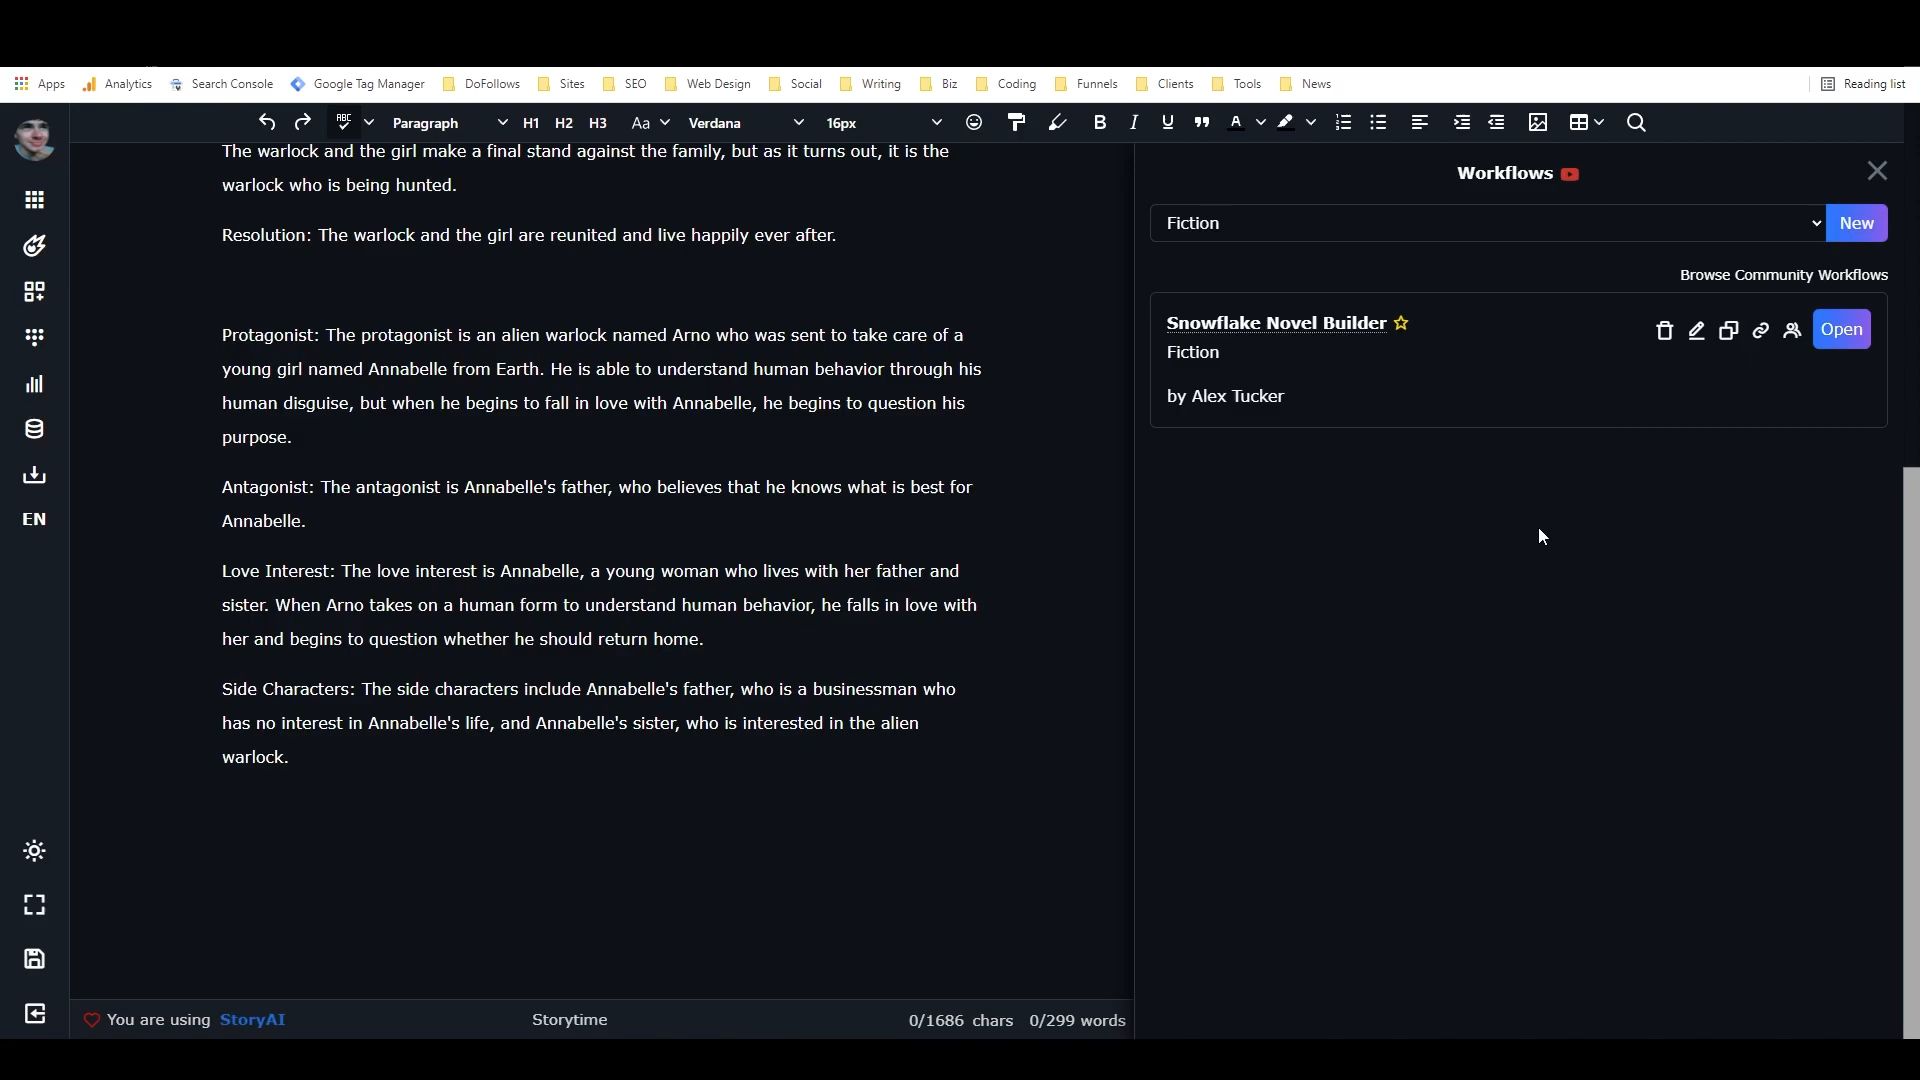 Apps Analytics Search Console Google Tag Manager DoFollows Sites SEO Web Design Social Writing Biz Coding Funnels Clients Tools News Reading list
ABC Paragraph H1 H2 H3 Aa Verdana 16px B I U A
The warlock and the girl make a final stand against the family, but as it turns out, it is the
warlock who is being hunted.
Resolution: The warlock and the girl are reunited and live happily ever after.
Protagonist: The protagonist is an alien warlock named Arno who was sent to take care of a
young girl named Annabelle from Earth. He is able to understand human behavior through his
human disguise, but when he begins to fall in love with Annabelle, he begins to question his
purpose.
Antagonist: The antagonist is Annabelle's father, who believes that he knows what is best for
Annabelle.
Love Interest: The love interest is Annabelle, a young woman who lives with her father and
sister. When Arno takes on a human form to understand human behavior, he falls in love with
her and begins to question whether he should return home.
Side Characters: The side characters include Annabelle's father, who is a businessman who
has no interest in Annabelle's life, and Annabelle's sister, who is interested in the alien
warlock.
Workflows
Fiction New
Browse Community Workflows
Snowflake Novel Builder
Open
Fiction
by Alex Tucker
EN
You are using StoryAI Storytime 0/1686 chars 0/299 words